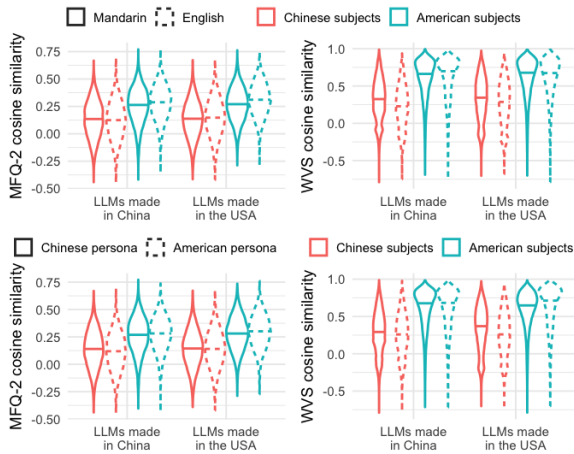 Mandarin English Chinese subjects American subjects
MFQ-2 cosine similarity
0.75
0.50
0.25
0.00
-0.25
-0.50
LLMs made in China
LLMs made in the USA
WVS cosine similarity
1.0
0.5
0.0
-0.5
LLMs made in China
LLMs made in the USA
Chinese persona American persona Chinese subjects American subjects
MFQ-2 cosine similarity
0.75
0.50
0.25
0.00
-0.25
-0.50
LLMs made in China
LLMs made in the USA
WVS cosine similarity
1.0
0.5
0.0
-0.5
LLMs made in China
LLMs made in the USA